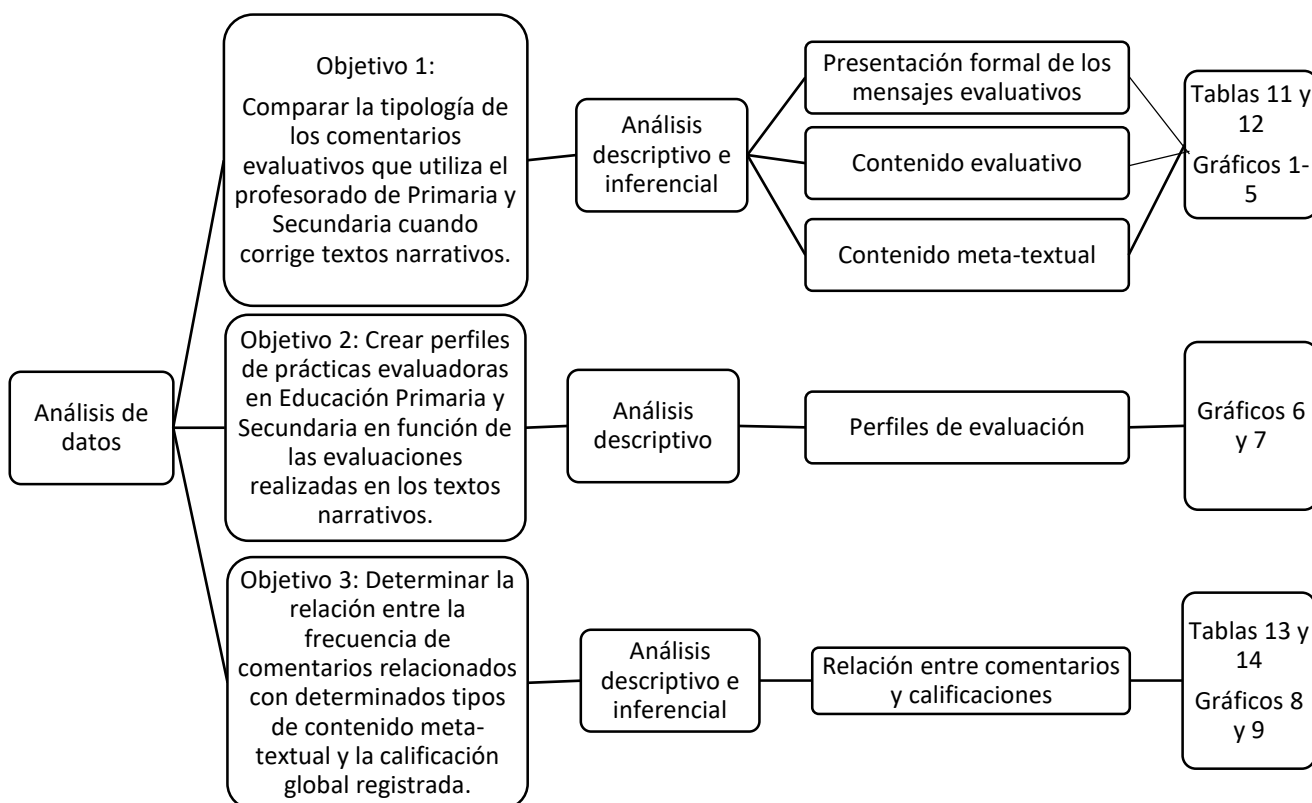 Análisis de
datos
Objetivo 1:
Comparar la tipología de
los comentarios
evaluativos que utiliza el
profesorado de Primaria y
Secundaria cuando
corrige textos narrativos.
Análisis
descriptivo e
inferencial
Presentación formal de los
mensajes evaluativos
Contenido evaluativo
Contenido meta-textual
Tablas 11 y
12
Gráficos 1-
5
Objetivo 2: Crear perfiles
de prácticas evaluadoras
en Educación Primaria y
Secundaria en función de
las evaluaciones
realizadas en los textos
narrativos.
Análisis
descriptivo
Perfiles de evaluación
Gráficos 6
y 7
Objetivo 3: Determinar la
relación entre la
frecuencia de
comentarios relacionados
con determinados tipos
de contenido meta-
textual y la calificación
global registrada.
Análisis
descriptivo e
inferencial
Relación entre comentarios
y calificaciones
Tablas 13 y
14
Gráficos 8
y 9